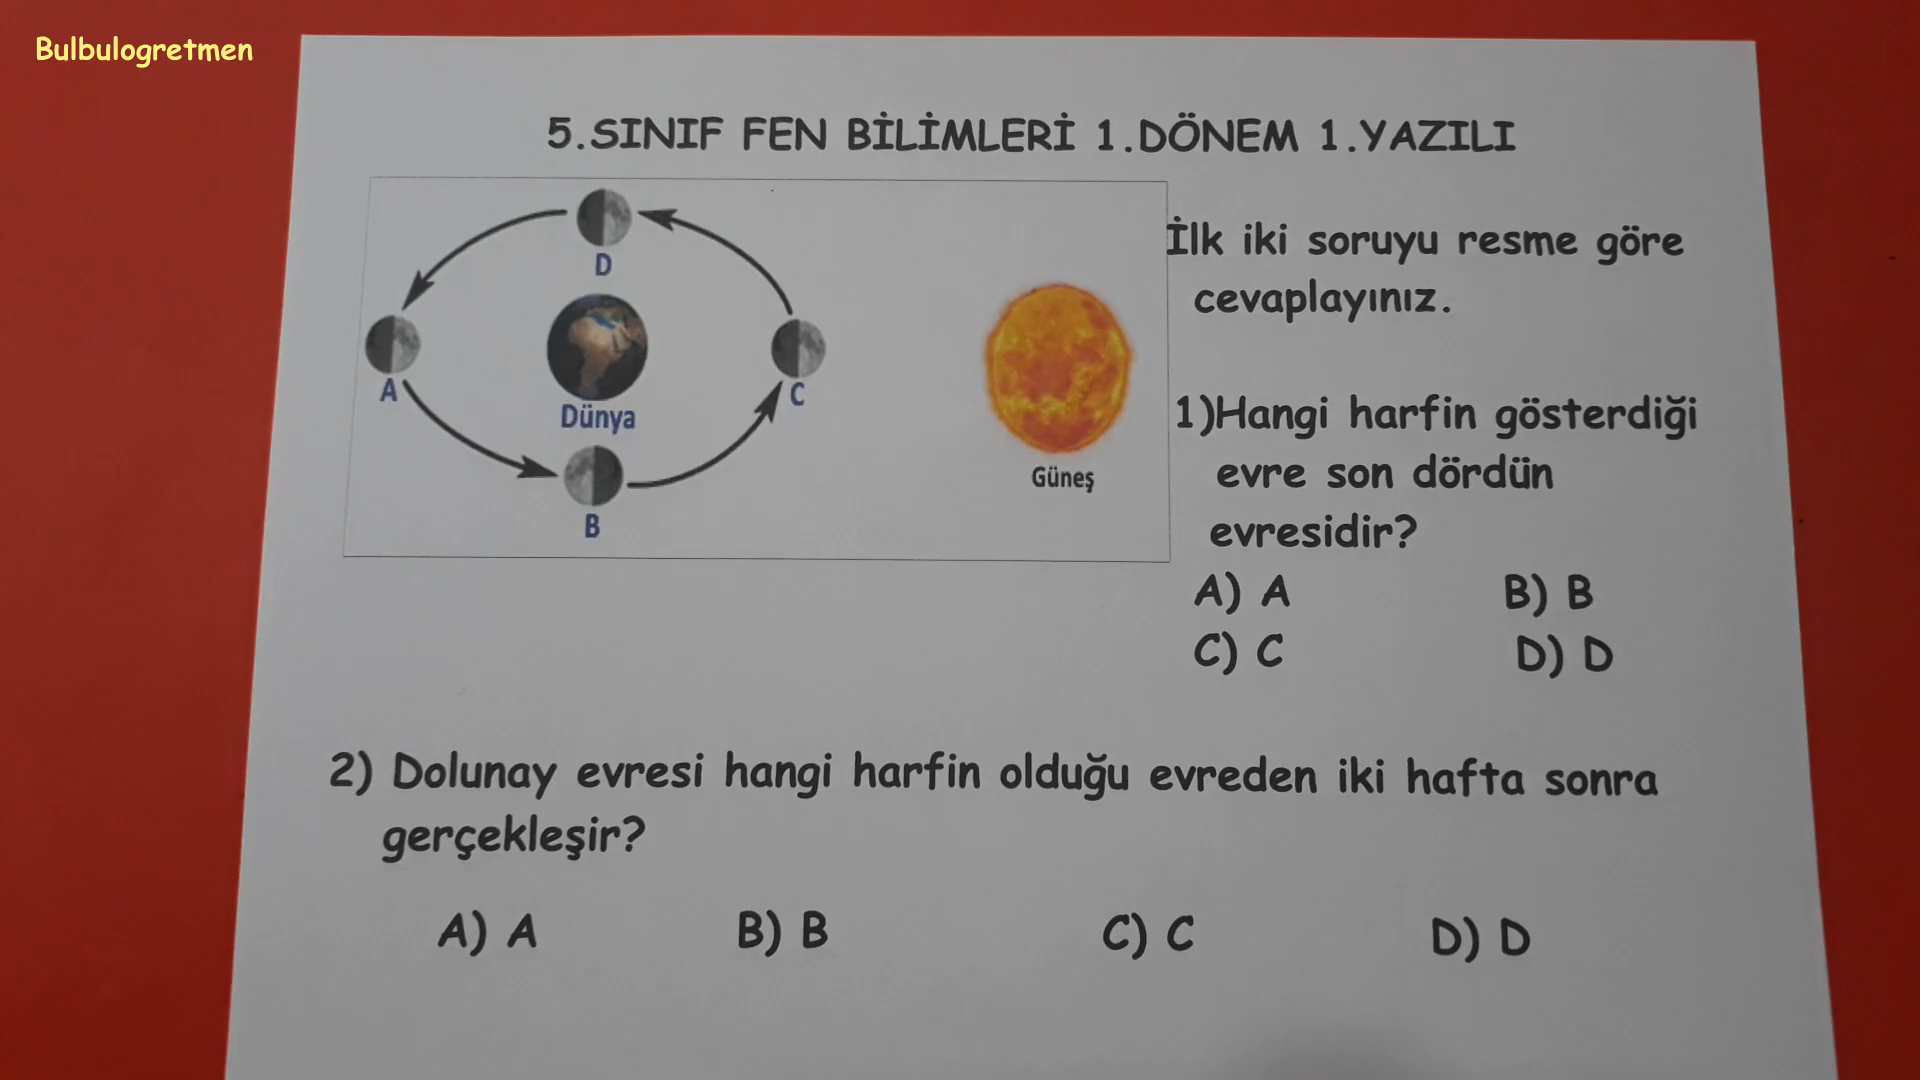 Bulbulogretmen
5.SINIF FEN BİLİMLERİ 1.DÖNEM 1.YAZILI
D
A
Dünya
C
B
Güneş
İlk iki soruyu resme göre
cevaplayınız.
1)Hangi harfin gösterdiği
evre son dördün
evresidir?
A) A B) B
C) C D) D
2) Dolunay evresi hangi harfin olduğu evreden iki hafta sonra
gerçekleşir?
A) A B) B C) C D) D